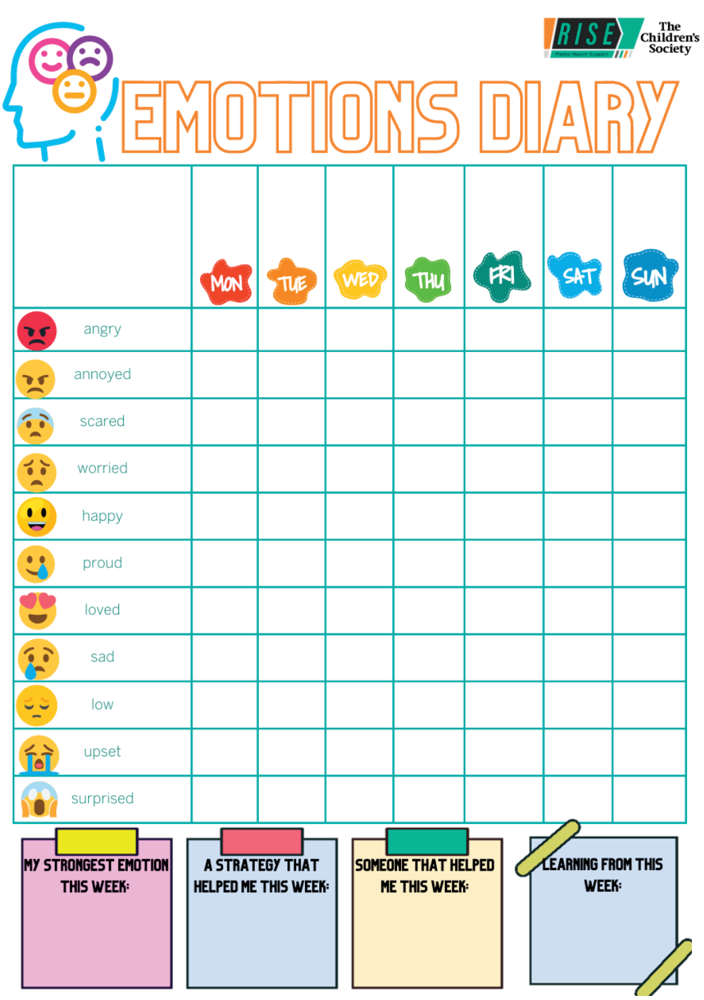 RISE
Mental Health Support
The
Children's
Society
EMOTIONS DIARY
MON TUE WED THU FRI SAT SUN
angry
annoyed
scared
worried
happy
proud
loved
sad
low
upset
surprised
MY STRONGEST EMOTION
THIS WEEK:
A STRATEGY THAT
HELPED ME THIS WEEK:
SOMEONE THAT HELPED
ME THIS WEEK:
LEARNING FROM THIS
WEEK: